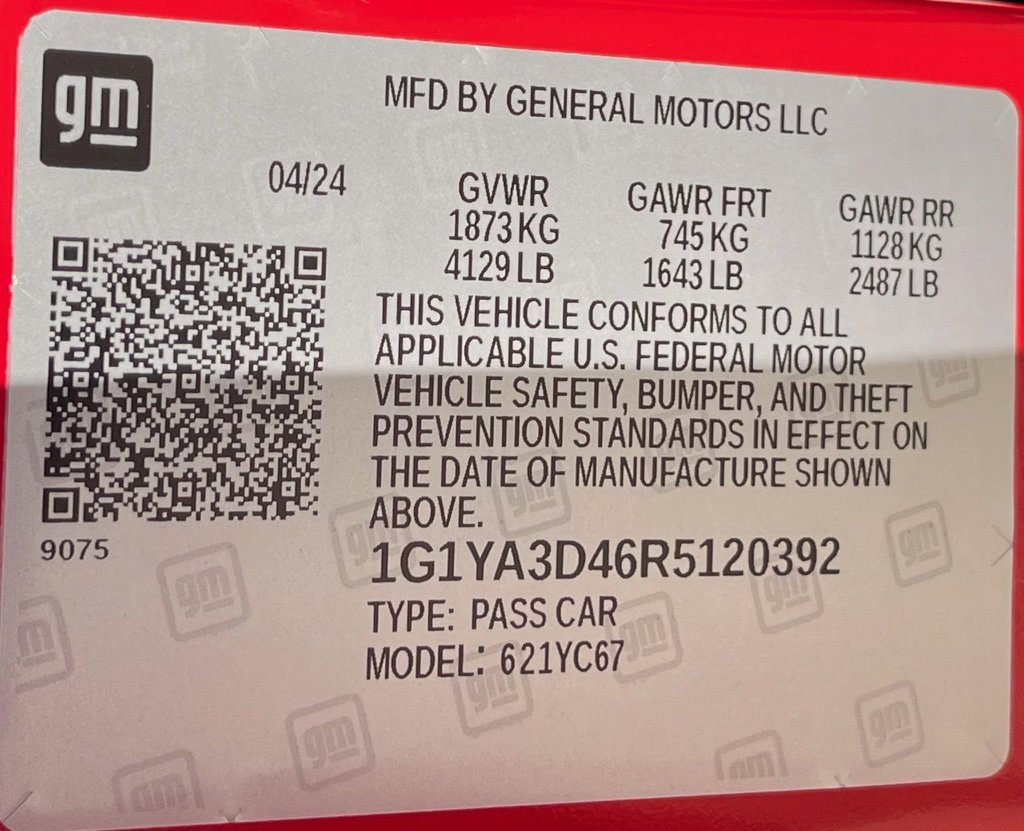 gm
MFD BY GENERAL MOTORS LLC
04/24
GVWR
1873 KG
4129 LB
GAWR FRT
745 KG
1643 LB
GAWR RR
1128 KG
2487 LB
THIS VEHICLE CONFORMS TO ALL
APPLICABLE U.S. FEDERAL MOTOR
VEHICLE SAFETY, BUMPER, AND THEFT
PREVENTION STANDARDS IN EFFECT ON
THE DATE OF MANUFACTURE SHOWN
ABOVE.
9075
1G1YA3D46R5120392
TYPE: PASS CAR
MODEL: 621YC67